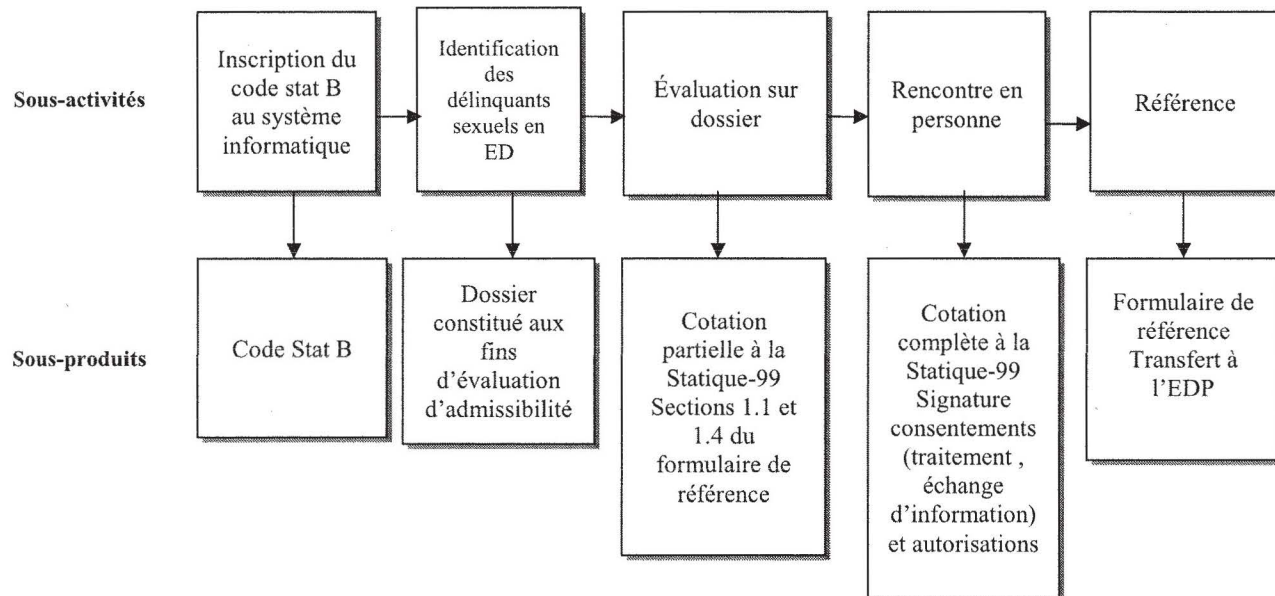 Sous-activités
Inscription du
code stat B
au système
informatique
Identification
des
délinquants
sexuels en
ED
Évaluation sur
dossier
Rencontre en
personne
Référence
Sous-produits
Code Stat B
Dossier
constitué aux
fins
d'évaluation
d'admissibilité
Cotation
partielle à la
Statique-99
Sections 1.1 et
1.4 du
formulaire de
référence
Cotation
complète à la
Statique-99
Signature
consentements
(traitement , 
échange
d'information)
et autorisations
Formulaire de
référence
Transfert à
l'EDP